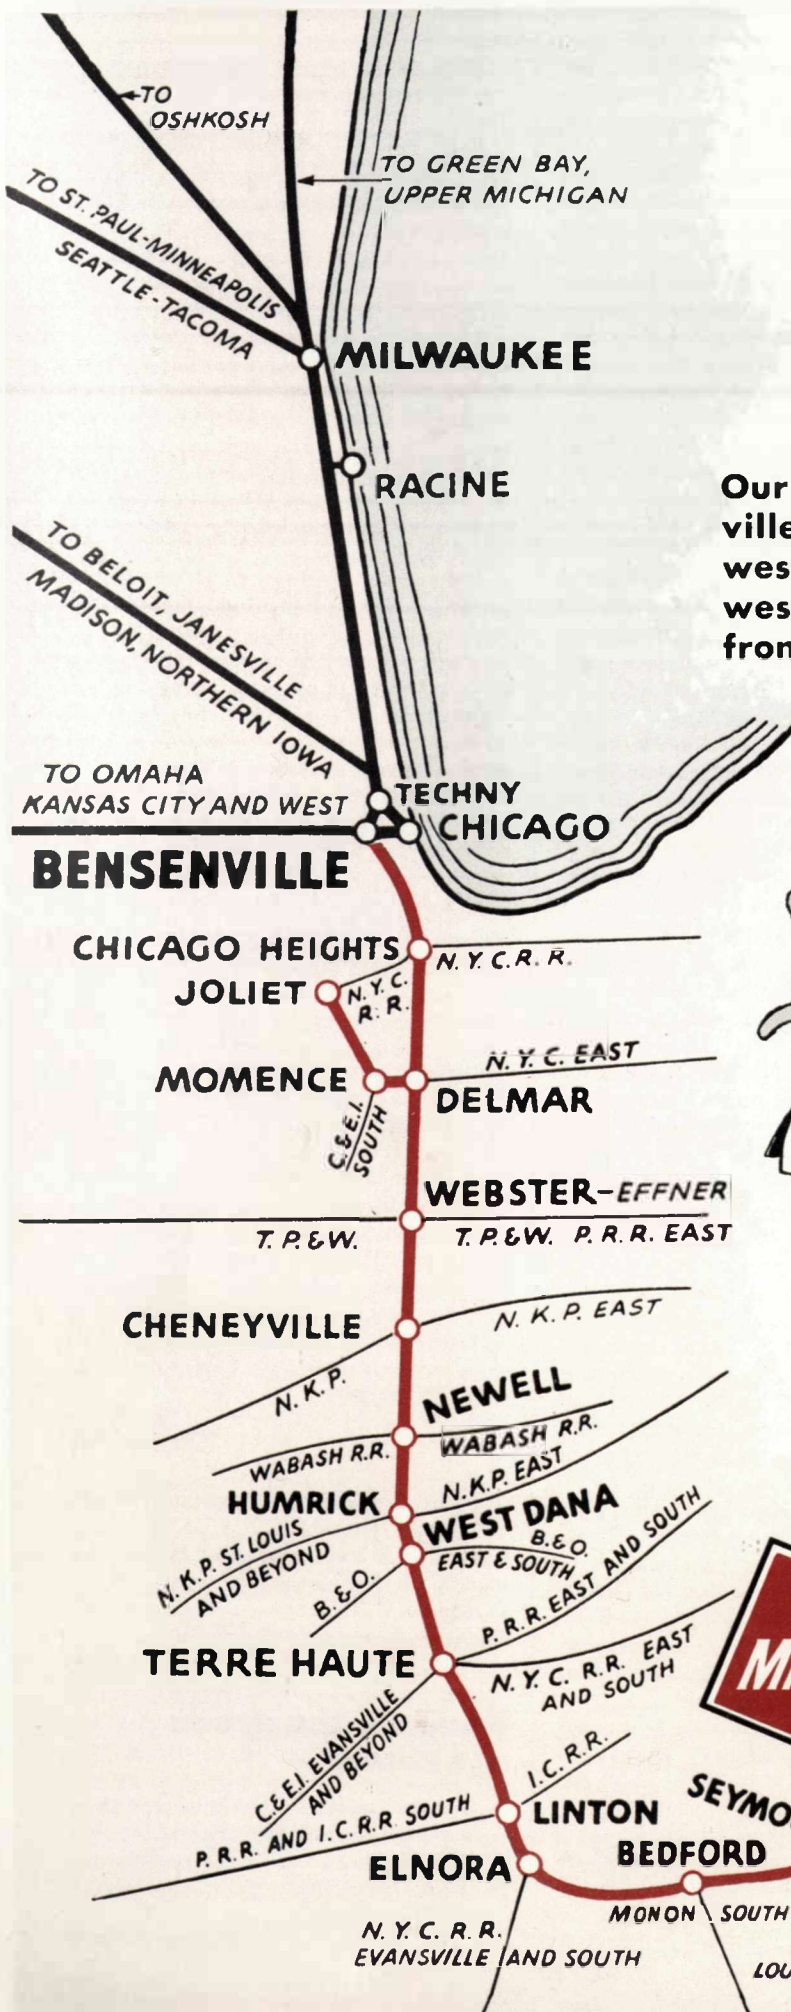 TO
OSHKOSH
TO GREEN BAY,
UPPER MICHIGAN
TO ST. PAUL-MINNEAPOLIS
SEATTLE-TACOMA
MILWAUKEE
RACINE
Our
ville
wes
wes
from
TO BELOIT, JANESVILLE
MADISON, NORTHERN IOWA
TO OMAHA
KANSAS CITY AND WEST
TECHNY
CHICAGO
BENSENVILLE
CHICAGO HEIGHTS
N. Y. C. R. R.
JOLIET
N. Y. C.
R. R.
N. Y. C. EAST
MOMENCE
DELMAR
C. & E. I.
SOUTH
WEBSTER-EFFNER
T. P. & W.
T. P. & W. P. R. R. EAST
CHENEYVILLE
N. K. P. EAST
N. K. P.
NEWELL
WABASH R.R.
WABASH R.R.
N.K.P. EAST
HUMRICK
WEST DANA
N.K.P. ST. LOUIS
AND BEYOND
B. & O.
EAST & SOUTH
B. & O.
P.R.R. EAST AND SOUTH
TERRE HAUTE
N. Y. C. R. R. EAST
AND SOUTH
C.&E.I. EVANSVILLE
AND BEYOND
I.C.R.R.
P. R. R. AND I. C. R. R. SOUTH
LINTON
SEYMO
ELNORA
BEDFORD
MONON SOUTH
N. Y. C. R. R.
EVANSVILLE AND SOUTH
LOU